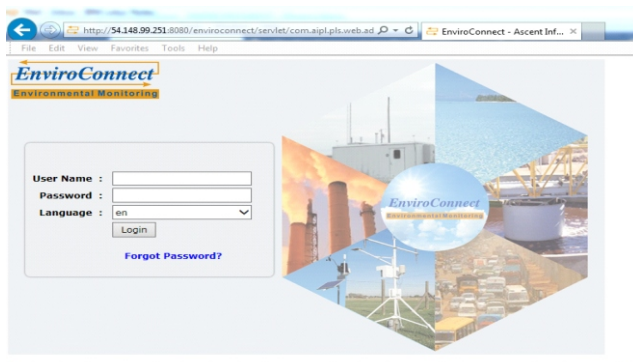 http://54.148.99.251:8080/enviroconnect/servlet/com.aipl.pls.web.ad
EnviroConnect - Ascent Inf...
File Edit View Favorites Tools Help
EnviroConnect
Environmental Monitoring
User Name :
Password :
Language : en
Login
Forgot Password?
EnviroConnect
Environmental Monitoring